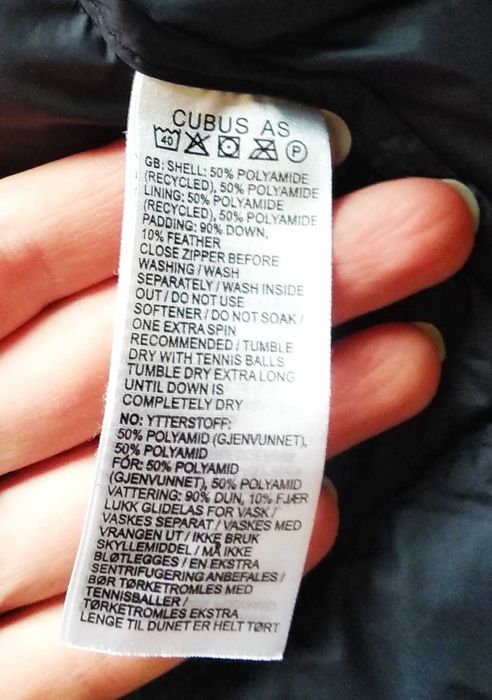 CUBUS AS
40 P
GB: SHELL: 50% POLYAMIDE
(RECYCLED), 50% POLYAMIDE
LINING: 50% POLYAMIDE
(RECYCLED), 50% POLYAMIDE
PADDING: 90% DOWN,
10% FEATHER
CLOSE ZIPPER BEFORE
WASHING / WASH
SEPARATELY / WASH INSIDE
OUT / DO NOT USE
SOFTENER / DO NOT SOAK /
ONE EXTRA SPIN
RECOMMENDED / TUMBLE
DRY WITH TENNIS BALLS /
TUMBLE DRY EXTRA LONG
UNTIL DOWN IS
COMPLETELY DRY
NO: YTTERSTOFF:
50% POLYAMID (GJENVUNNET),
50% POLYAMID
FÓR: 50% POLYAMID
(GJENVUNNET), 50% POLYAMID
VATTERING: 90% DUN, 10% FJÆR
LUKK GLIDELÅS FØR VASK /
VASKES SEPARAT / VASKES MED
VRANGEN UT / IKKE BRUK
SKYLLEMIDDEL / MÅ IKKE
BLØTLEGGES / EN EKSTRA
SENTRIFUGERING ANBEFALES /
BØR TØRKETROMLES MED
TENNISBALLER /
TØRKETROMLES EKSTRA
LENGE TIL DUNET ER HELT TØRT